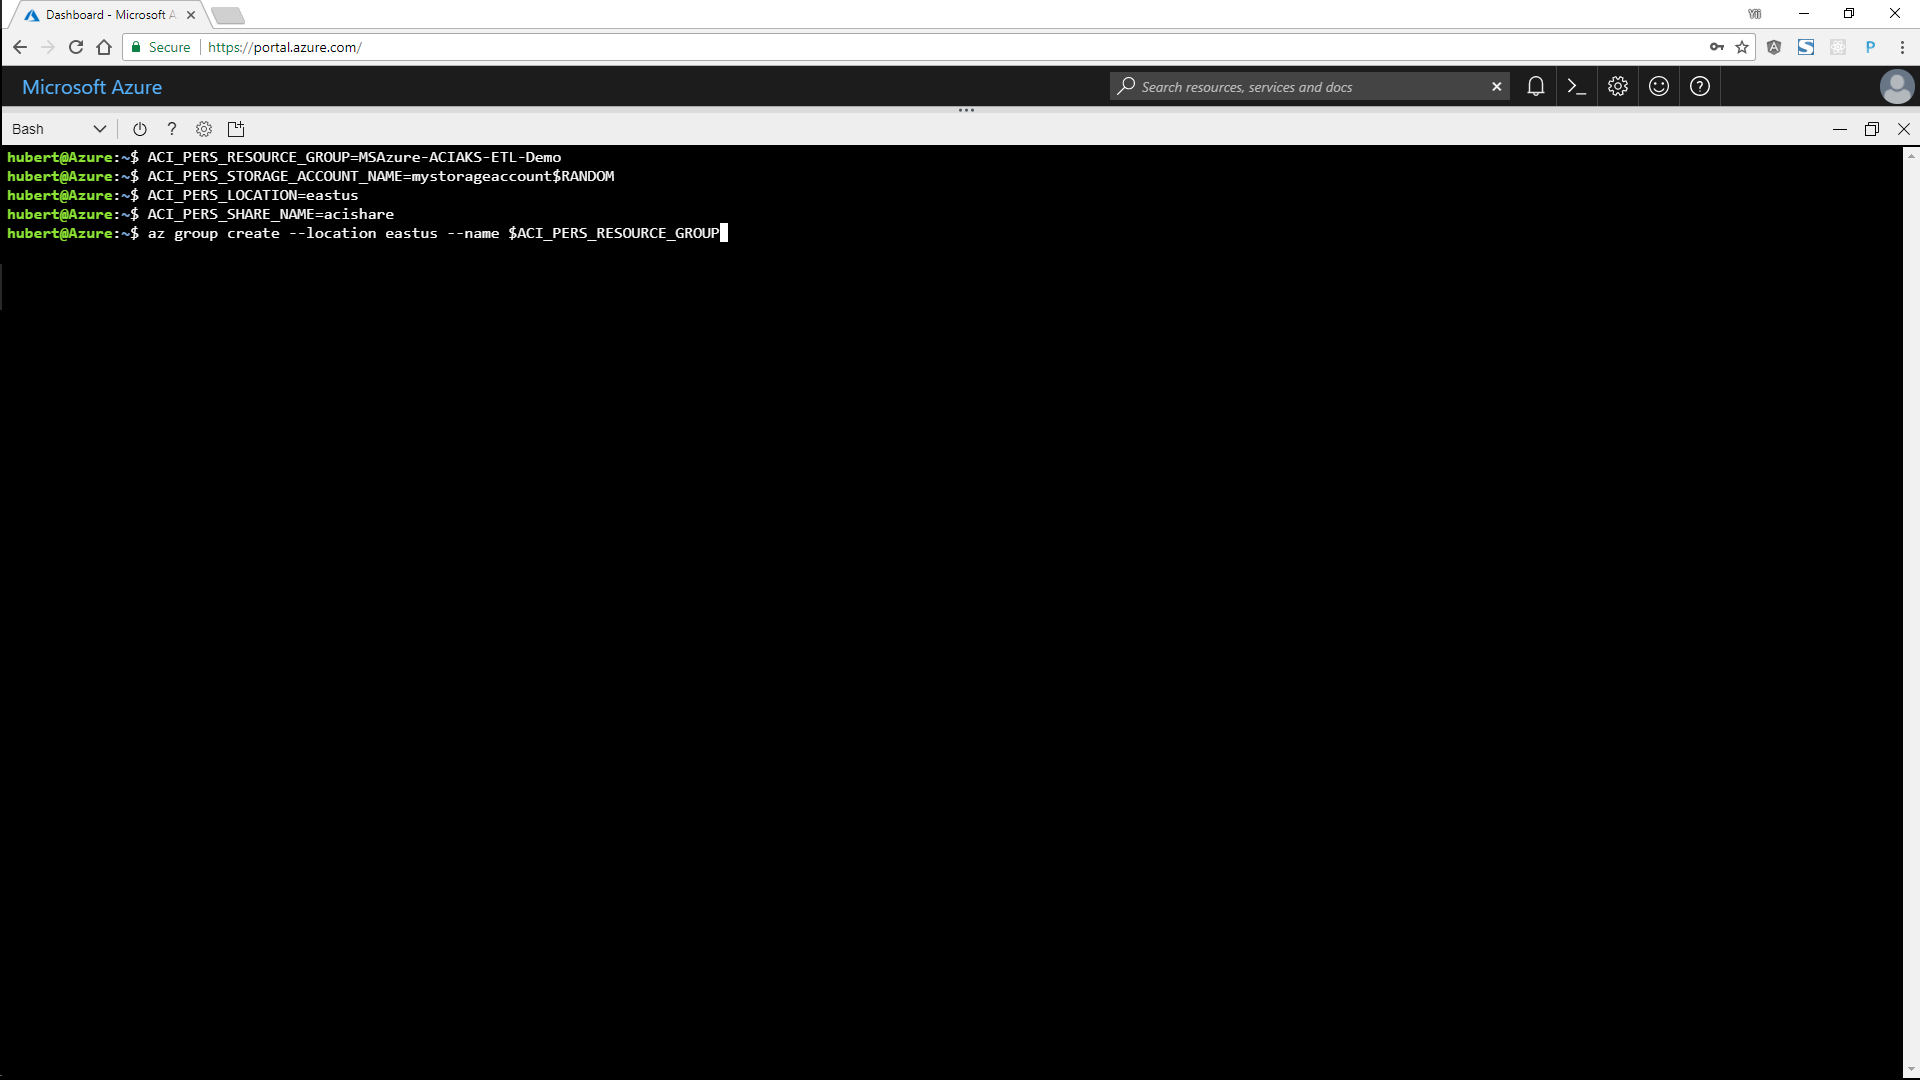 Dashboard - Microsoft A
Secure https://portal.azure.com/
P
Microsoft Azure
Search resources, services and docs
Bash
hubert@Azure:~$ ACI_PERS_RESOURCE_GROUP=MSAzure-ACIAKS-ETL-Demo
hubert@Azure:~$ ACI_PERS_STORAGE_ACCOUNT_NAME=mystorageaccount$RANDOM
hubert@Azure:~$ ACI_PERS_LOCATION=eastus
hubert@Azure:~$ ACI_PERS_SHARE_NAME=acishare
hubert@Azure:~$ az group create --location eastus --name $ACI_PERS_RESOURCE_GROUP